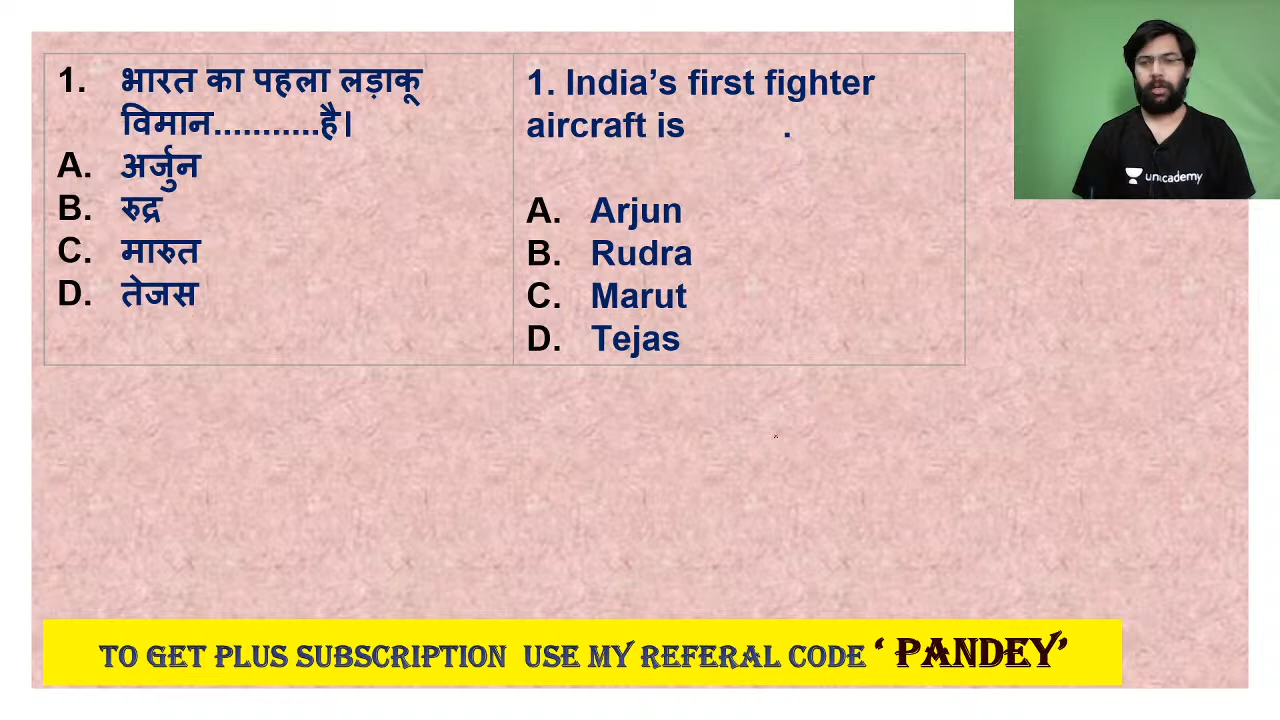 1. भारत का पहला लड़ाकू
विमान...........है।
A. अर्जुन
B. रुद्र
C. मारुत
D. तेजस
1. India’s first fighter
aircraft is .
A. Arjun
B. Rudra
C. Marut
D. Tejas
unacademy
TO GET PLUS SUBSCRIPTION USE MY REFERAL CODE ‘ PANDEY’